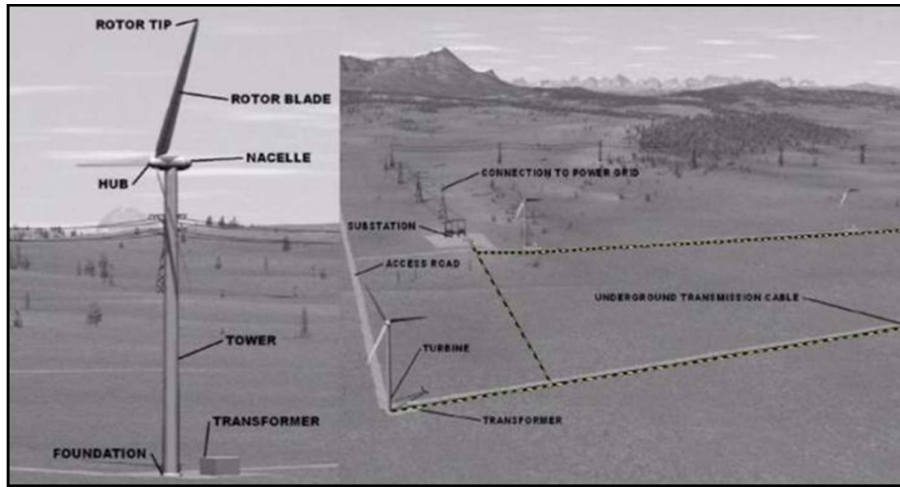 ROTOR TIP
ROTOR BLADE
NACELLE
HUB
TOWER
TRANSFORMER
FOUNDATION
CONNECTION TO POWER GRID
SUBSTATION
ACCESS ROAD
UNDERGROUND TRANSMISSION CABLE
TURBINE
TRANSFORMER